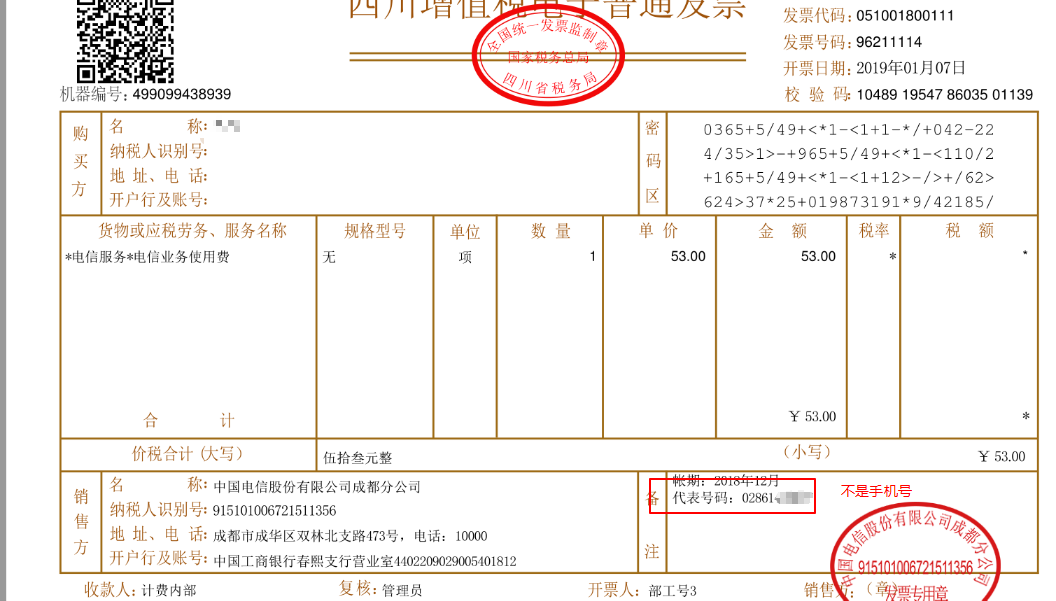 四川增值税电子普通发票
全国统一发票监制章
国家税务总局
四川省税务局
发票代码：051001800111
发票号码：96211114
开票日期：2019年01月07日
机器编号：499099438939
校 验 码：10489 19547 86035 01139
购买方
名 称：
纳税人识别号：
地 址、电 话：
开户行及账号：
密码区
0365+5/49+<*1-<1+1-*/+042-22
4/35>1>-+965+5/49+<*1-<110/2
+165+5/49+<*1-<1+12>-/>+/62>
624>37*25+019873191*9/42185/
货物或应税劳务、服务名称 规格型号 单位 数 量 单 价 金 额 税率 税 额
*电信服务*电信业务使用费 无 项 1 53.00 53.00 * *
合 计 ￥ 53.00 *
价税合计 (大写) 伍拾叁元整 (小写) ￥ 53.00
销售方
名 称：中国电信股份有限公司成都分公司
纳税人识别号：915101006721511356
地 址、电 话：成都市成华区双林北支路473号，电话：10000
开户行及账号：中国工商银行春熙支行营业室4402209029005401812
备注
帐期：2018年12月
代表号码：02861
不是手机号
中国电信股份有限公司成都分公司
915101006721511356
发票专用章
收款人：计费内部 复核：管理员 开票人：部工号3 销售方：(章)